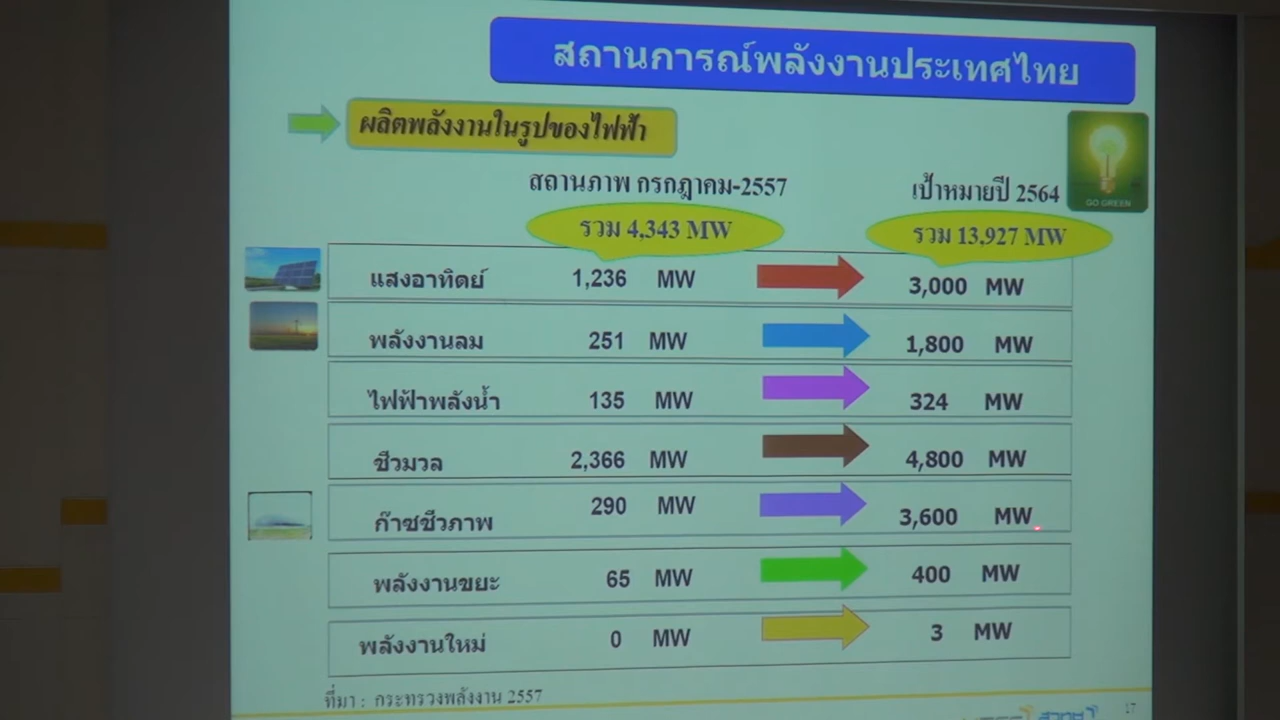 สถานการณ์พลังงานประเทศไทย
ผลิตพลังงานในรูปของไฟฟ้า
GO GREEN
สถานภาพ กรกฎาคม-2557 เป้าหมายปี 2564
รวม 4,343 MW รวม 13,927 MW
แสงอาทิตย์ 1,236 MW 3,000 MW
พลังงานลม 251 MW 1,800 MW
ไฟฟ้าพลังน้ำ 135 MW 324 MW
ชีวมวล 2,366 MW 4,800 MW
ก๊าซชีวภาพ 290 MW 3,600 MW
พลังงานขยะ 65 MW 400 MW
พลังงานใหม่ 0 MW 3 MW
ที่มา : กระทรวงพลังงาน 2557
17